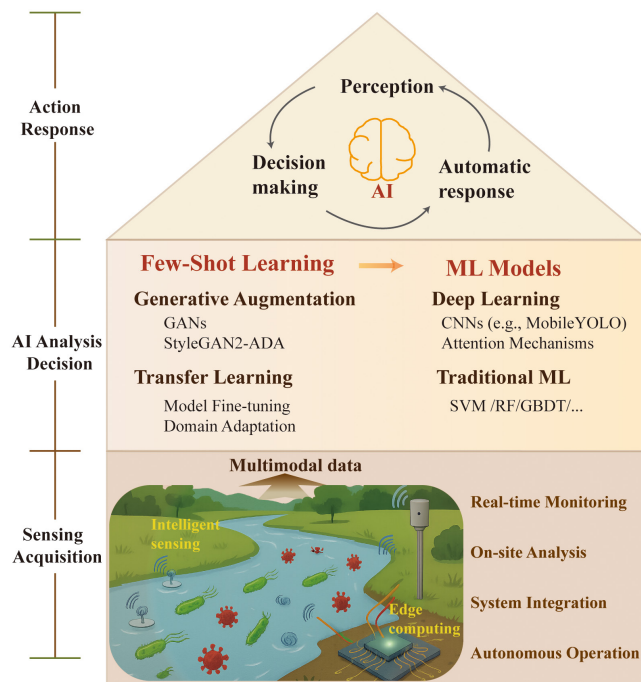 Action
Response
Perception
Decision
making
AI
Automatic
response
AI Analysis
Decision
Few-Shot Learning
ML Models
Generative Augmentation
GANs
StyleGAN2-ADA
Transfer Learning
Model Fine-tuning
Domain Adaptation
Deep Learning
CNNs (e.g., MobileYOLO)
Attention Mechanisms
Traditional ML
SVM /RF/GBDT/...
Sensing
Acquisition
Multimodal data
Intelligent
sensing
Edge
computing
Real-time Monitoring
On-site Analysis
System Integration
Autonomous Operation